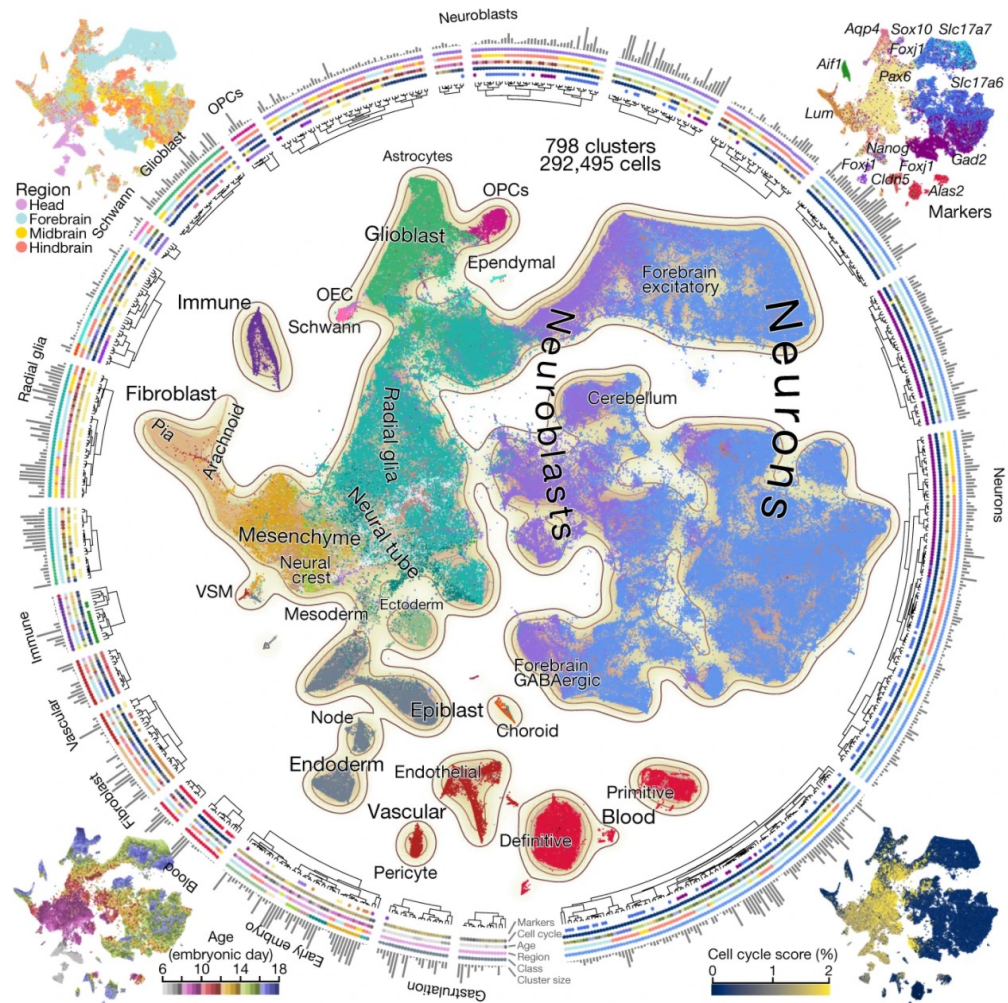 Neuroblasts
OPCs
Glioblast
Schwann
Radial glia
Immune
Vascular
Fibroblast
Blood
Early embryo
Gastrulation
Neurons
Region
Head
Forebrain
Midbrain
Hindbrain
Aqp4
Sox10
Slc17a7
Foxj1
Aif1
Pax6
Slc17a6
Lum
Nanog
Foxj1
Foxj1
Gad2
Cldn5
Alas2
Markers
798 clusters
292,495 cells
Astrocytes
OPCs
Glioblast
Ependymal
OEC
Schwann
Immune
Forebrain
excitatory
Neuroblasts
Neurons
Cerebellum
Fibroblast
Pia
Arachnoid
Radial glia
Neural tube
Mesenchyme
Neural
crest
VSM
Mesoderm
Ectoderm
Forebrain
GABAergic
Epiblast
Node
Endoderm
Choroid
Endothelial
Vascular
Pericyte
Primitive
Blood
Definitive
Markers
Cell cycle
Age
Region
Class
Cluster size
Age
(embryonic day)
6 10 14 18
Cell cycle score (%)
0 1 2